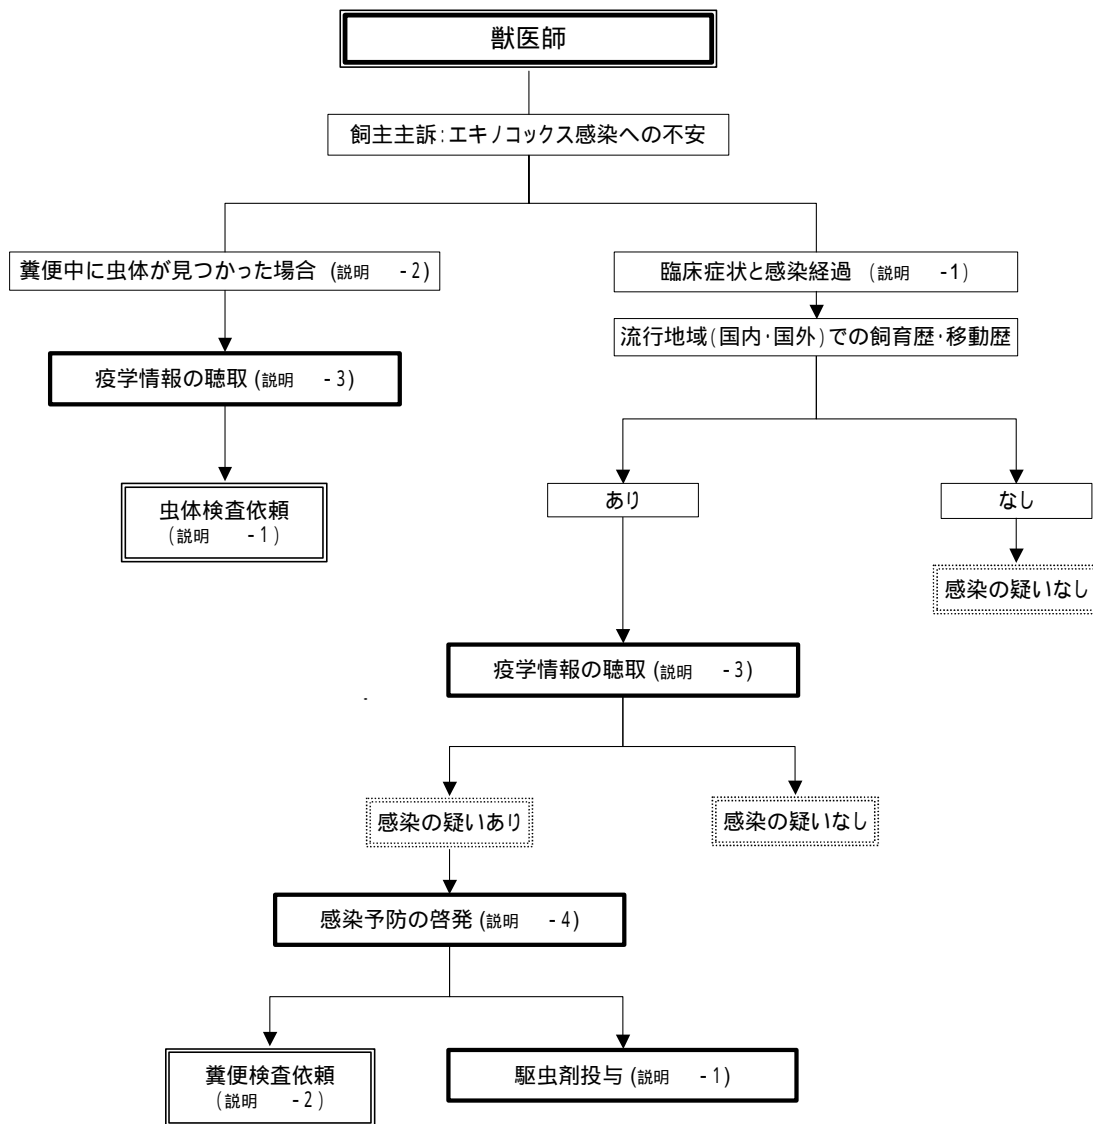 獣医師
飼主主訴:エキノコックス感染への不安
糞便中に虫体が見つかった場合 (説明 -2)
臨床症状と感染経過 (説明 -1)
流行地域(国内・国外)での飼育歴・移動歴
疫学情報の聴取 (説明 -3)
虫体検査依頼
(説明 -1)
あり
なし
感染の疑いなし
疫学情報の聴取 (説明 -3)
感染の疑いあり
感染の疑いなし
感染予防の啓発 (説明 -4)
糞便検査依頼
(説明 -2)
駆虫剤投与 (説明 -1)